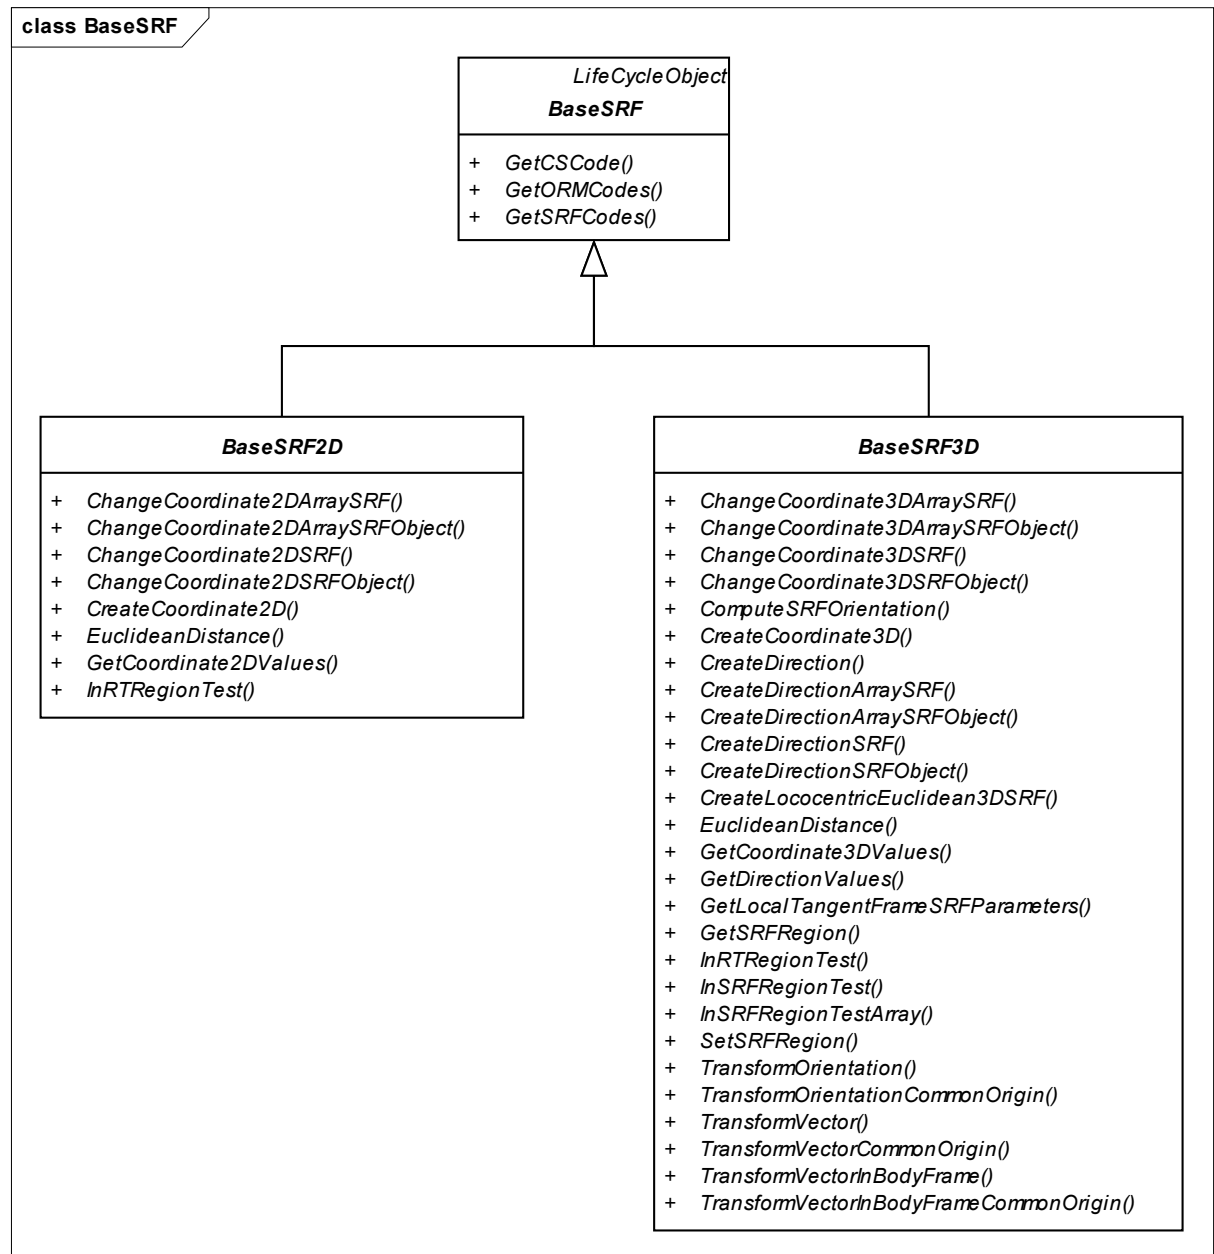 class BaseSRF
LifeCycleObject
BaseSRF
+ GetCSCode()
+ GetORMCodes()
+ GetSRFCodes()
BaseSRF2D
+ ChangeCoordinate2DArraySRF()
+ ChangeCoordinate2DArraySRFObject()
+ ChangeCoordinate2DSRF()
+ ChangeCoordinate2DSRFObject()
+ CreateCoordinate2D()
+ EuclideanDistance()
+ GetCoordinate2DValues()
+ InRTRegionTest()
BaseSRF3D
+ ChangeCoordinate3DArraySRF()
+ ChangeCoordinate3DArraySRFObject()
+ ChangeCoordinate3DSRF()
+ ChangeCoordinate3DSRFObject()
+ ComputeSRFOrientation()
+ CreateCoordinate3D()
+ CreateDirection()
+ CreateDirectionArraySRF()
+ CreateDirectionArraySRFObject()
+ CreateDirectionSRF()
+ CreateDirectionSRFObject()
+ CreateLococentricEuclidean3DSRF()
+ EuclideanDistance()
+ GetCoordinate3DValues()
+ GetDirectionValues()
+ GetLocalTangentFrameSRFParameters()
+ GetSRFRegion()
+ InRTRegionTest()
+ InSRFRegionTest()
+ InSRFRegionTestArray()
+ SetSRFRegion()
+ TransformOrientation()
+ TransformOrientationCommonOrigin()
+ TransformVector()
+ TransformVectorCommonOrigin()
+ TransformVectorInBodyFrame()
+ TransformVectorInBodyFrameCommonOrigin()